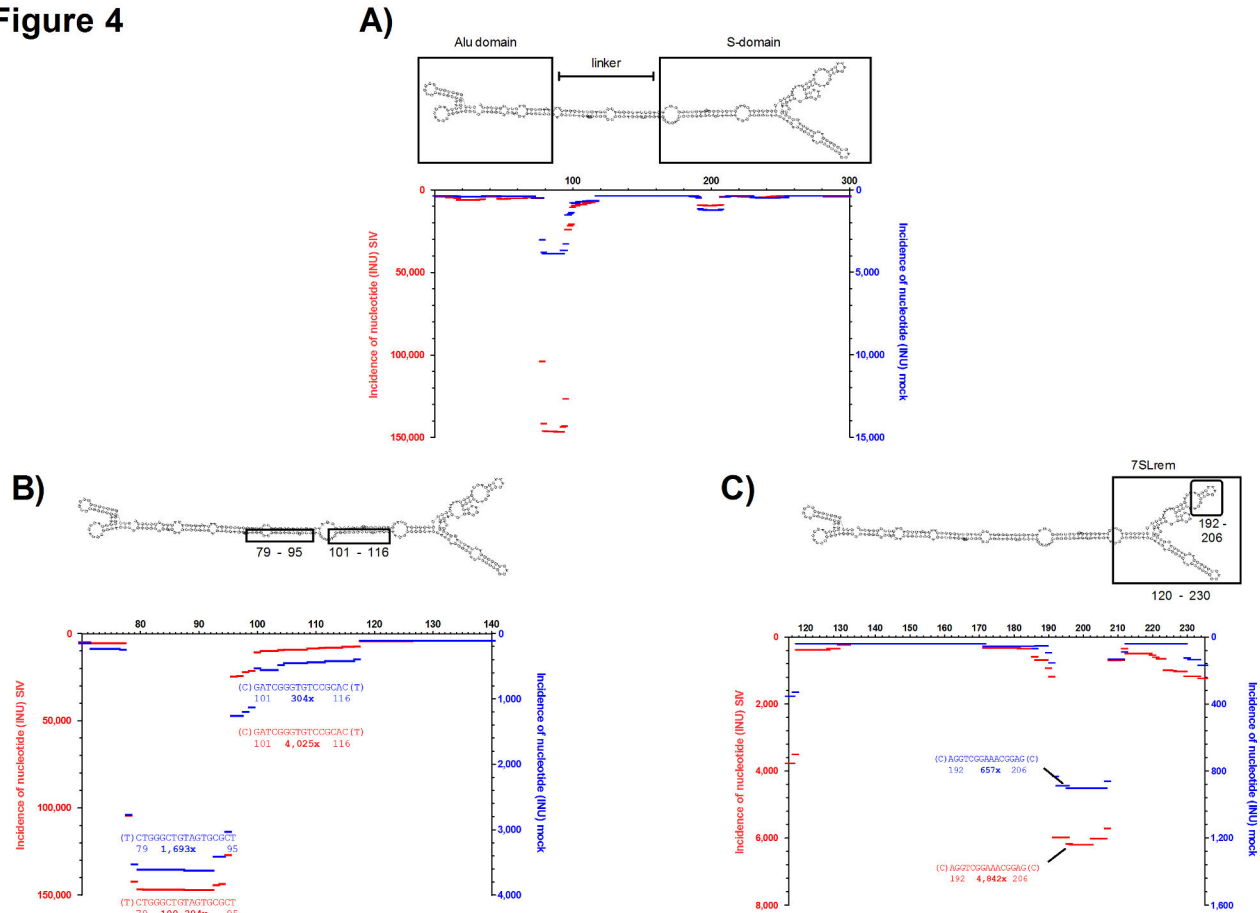 Figure 4
A)
Alu domain
linker
S-domain
0
100
200
300
0
50,000
100,000
150,000
5,000
10,000
15,000
Incidence of nucleotide (INU) SIV
Incidence of nucleotide (INU) mock
B)
79 - 95
101 - 116
0
80
90
100
110
120
130
140
0
50,000
100,000
150,000
1,000
2,000
3,000
4,000
Incidence of nucleotide (INU) SIV
Incidence of nucleotide (INU) mock
(C)GATCGGGTGTCCGCAC(T)
101 304x 116
(C)GATCGGGTGTCCGCAC(T)
101 4,025x 116
(T)CTGGGCTGTAGTGCGCT
79 1,693x 95
(T)CTGGGCTGTAGTGCGCT
C)
7SLrem
192 -
206
120 - 230
0
120
130
140
150
160
170
180
190
200
210
220
230
0
2,000
4,000
6,000
8,000
400
800
1,200
1,600
Incidence of nucleotide (INU) SIV
Incidence of nucleotide (INU) mock
(C)AGGTCGGAAACGGAG(C)
192 657x 206
(C)AGGTCGGAAACGGAG(C)
192 4,842x 206